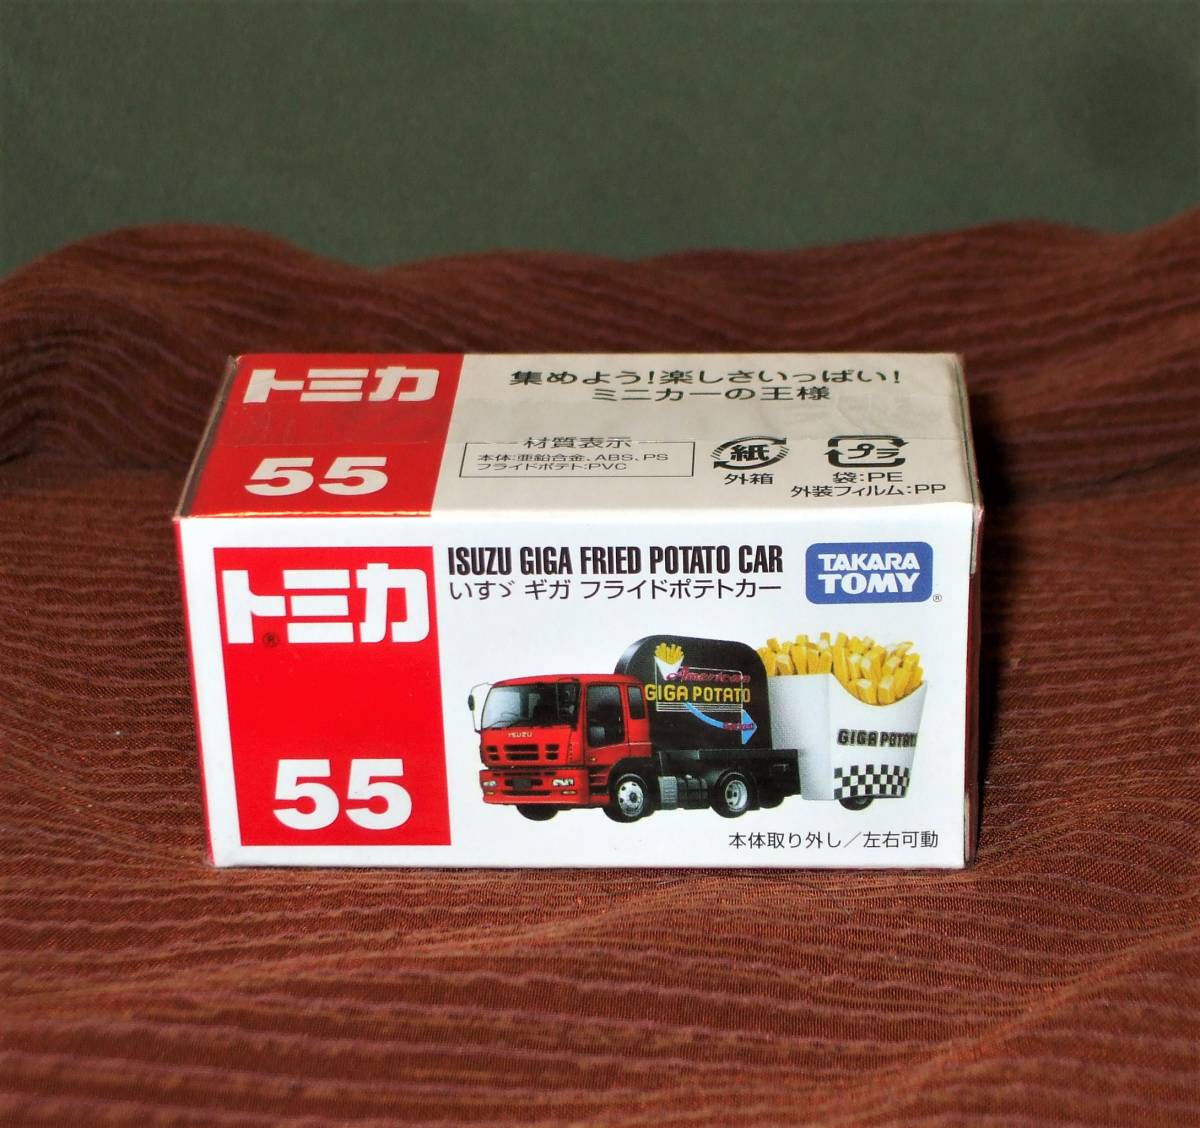 トミカ
55
集めよう!楽しさいっぱい!
ミニカーの王様
材質表示
本体:亜鉛合金、ABS、PS
フライドポテト:PVC
紙
外箱
プラ
袋:PE
外装フィルム:PP
トミカ®
55
ISUZU GIGA FRIED POTATO CAR
いすゞ ギガ フライドポテトカー
TAKARA
TOMY®
American
GIGA POTATO
ISUZU
GIGA POTATO
本体取り外し/左右可動